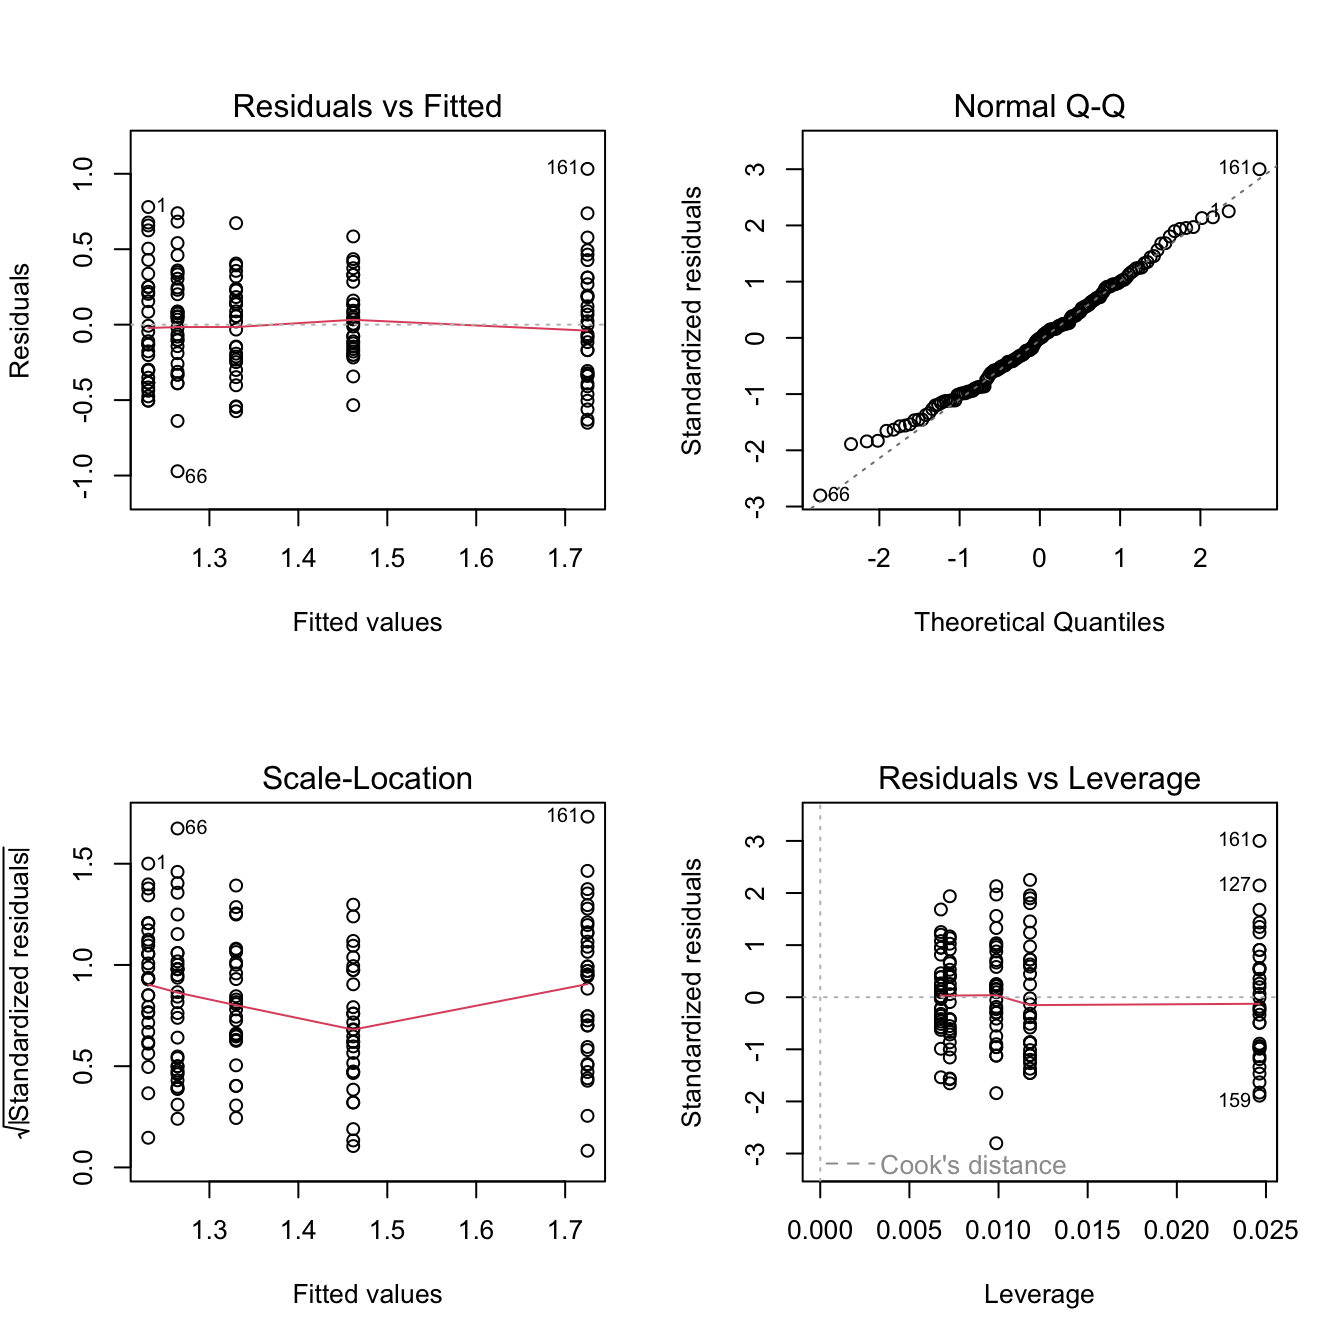 Residuals vs Fitted
Residuals
1.0
0.5
0.0
-0.5
-1.0
161
1
66
1.3 1.4 1.5 1.6 1.7
Fitted values
Normal Q-Q
Standardized residuals
3
2
1
0
-1
-2
-3
161
1
66
-2 -1 0 1 2
Theoretical Quantiles
Scale-Location
√|Standardized residuals|
1.5
1.0
0.5
0.0
66
161
1
1.3 1.4 1.5 1.6 1.7
Fitted values
Residuals vs Leverage
Standardized residuals
3
2
1
0
-1
-2
-3
161
127
159
Cook's distance
0.000 0.005 0.010 0.015 0.020 0.025
Leverage